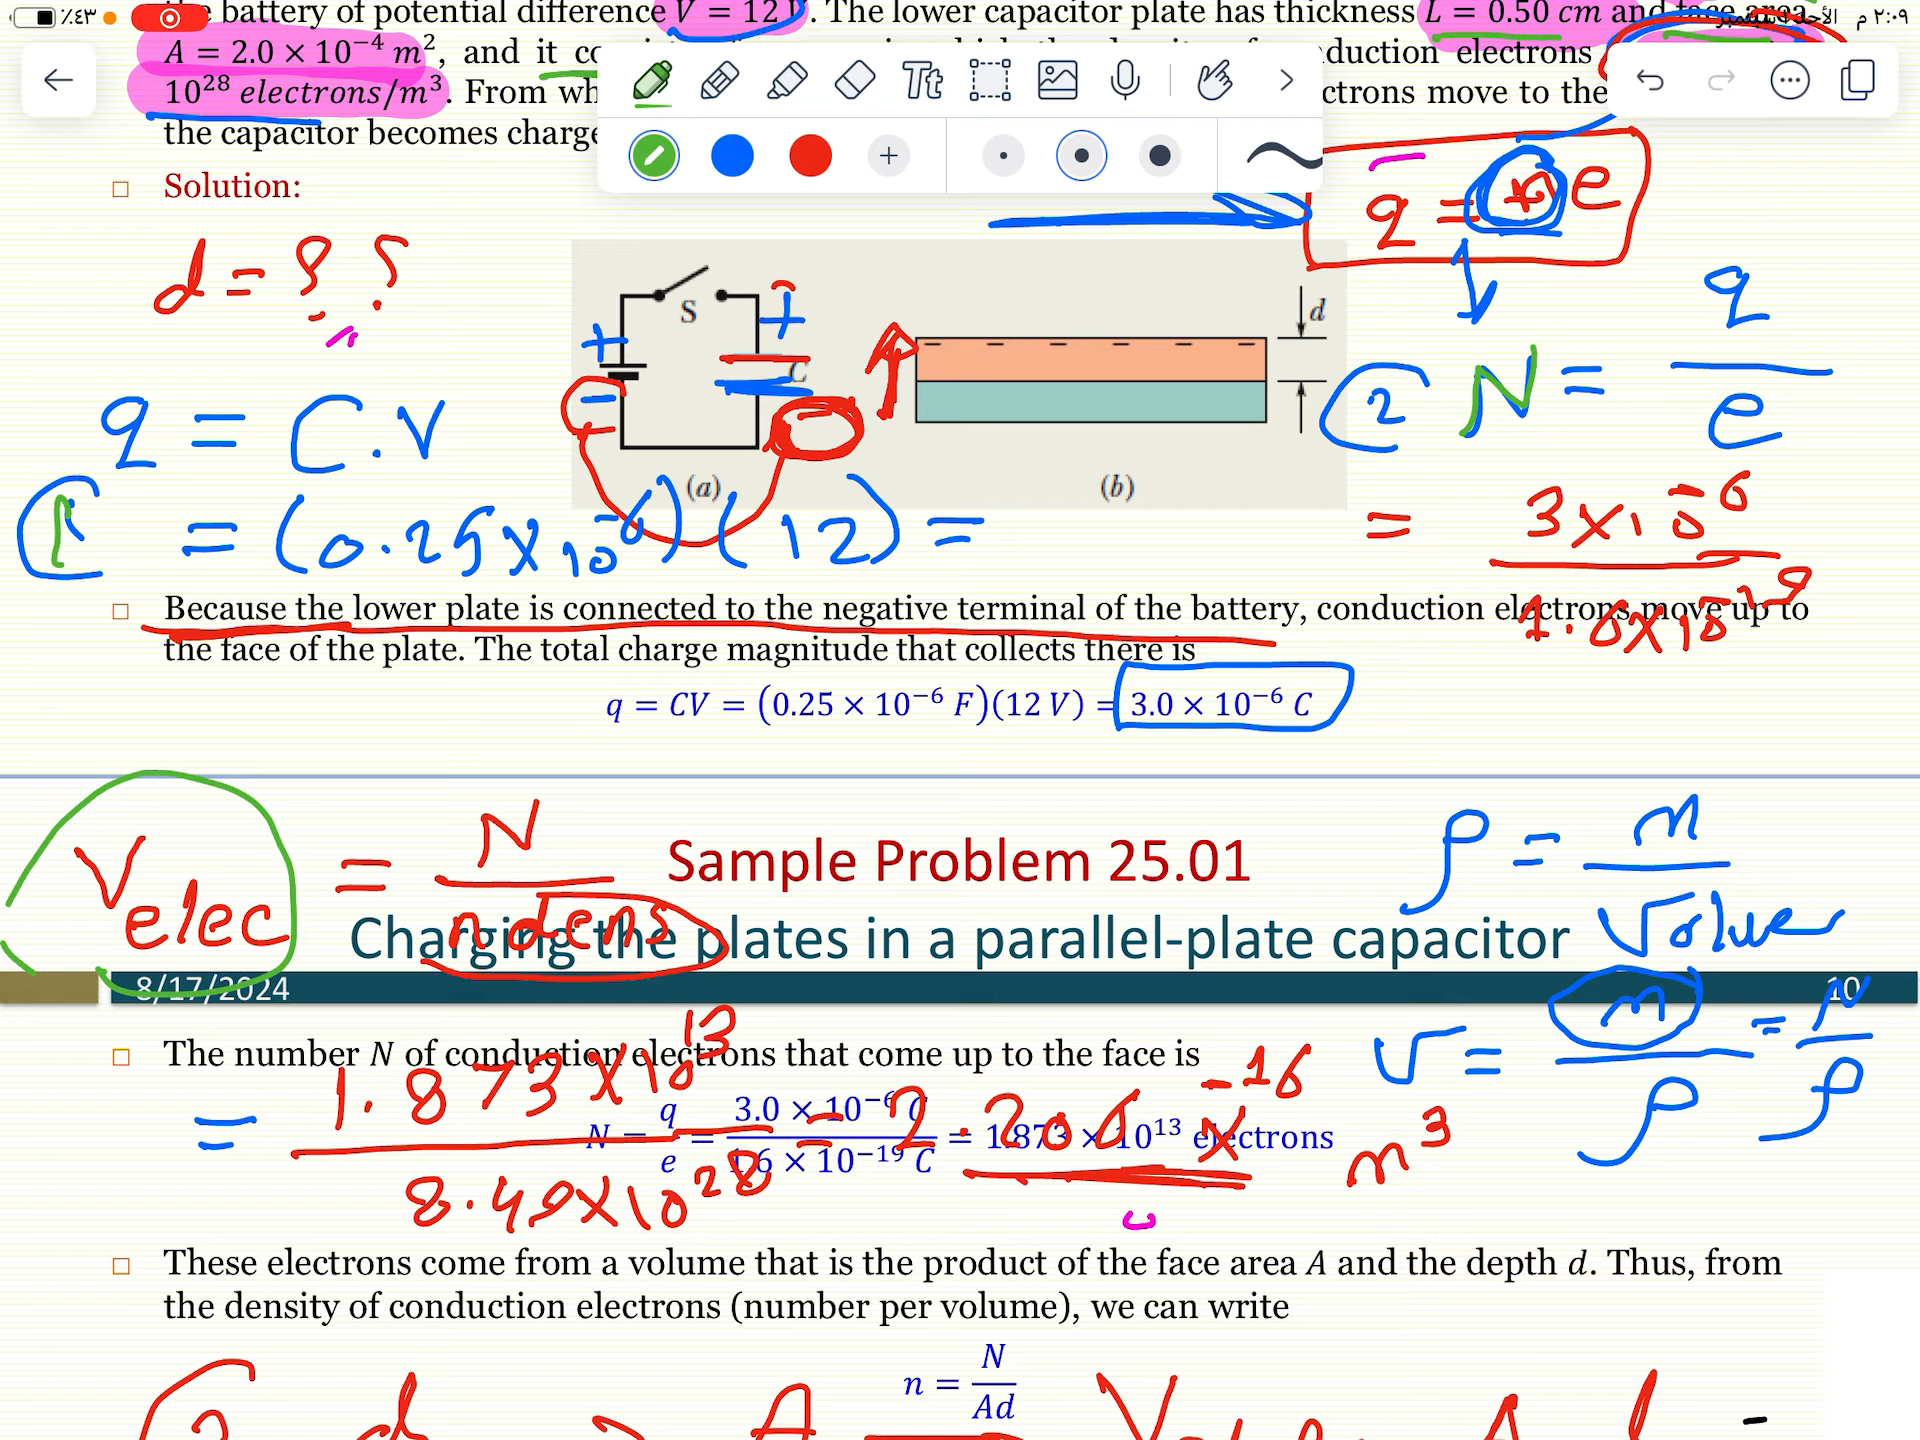 ٪٤٣
٢:٠٩ م الأحد
battery of potential difference V = 12 V. The lower capacitor plate has thickness L = 0.50 cm and face area
A = 2.0 × 10⁻⁴ m², and it
duction electrons
10²⁸ electrons/m³. From wh
ctrons move to the
the capacitor becomes charge
Tt
Solution:
q = n e
d = ? ?
S
+
+
C
−
−
d
(a)
(b)
q = C.V
1 = (0.25×10⁻⁶)(12) =
2 N = q/e
= 3×10⁻⁶ / 1.6×10⁻¹⁹
Because the lower plate is connected to the negative terminal of the battery, conduction electrons move up to
the face of the plate. The total charge magnitude that collects there is
q = CV = (0.25 × 10⁻⁶ F)(12 V) = 3.0 × 10⁻⁶ C
V elec = N / n dens
ρ = m / Volume
Sample Problem 25.01
Charging the plates in a parallel-plate capacitor
8/17/2024
10
V = m/ρ = N/ρ
The number N of conduction electrons that come up to the face is
N = q/e = 3.0 × 10⁻⁶ C / 1.6 × 10⁻¹⁹ C = 1.873 × 10¹³ electrons
= 1.873×10¹³ / 8.49×10²⁸ = 2.206 × ⁻¹⁶ m³
These electrons come from a volume that is the product of the face area A and the depth d. Thus, from
the density of conduction electrons (number per volume), we can write
n = N/Ad